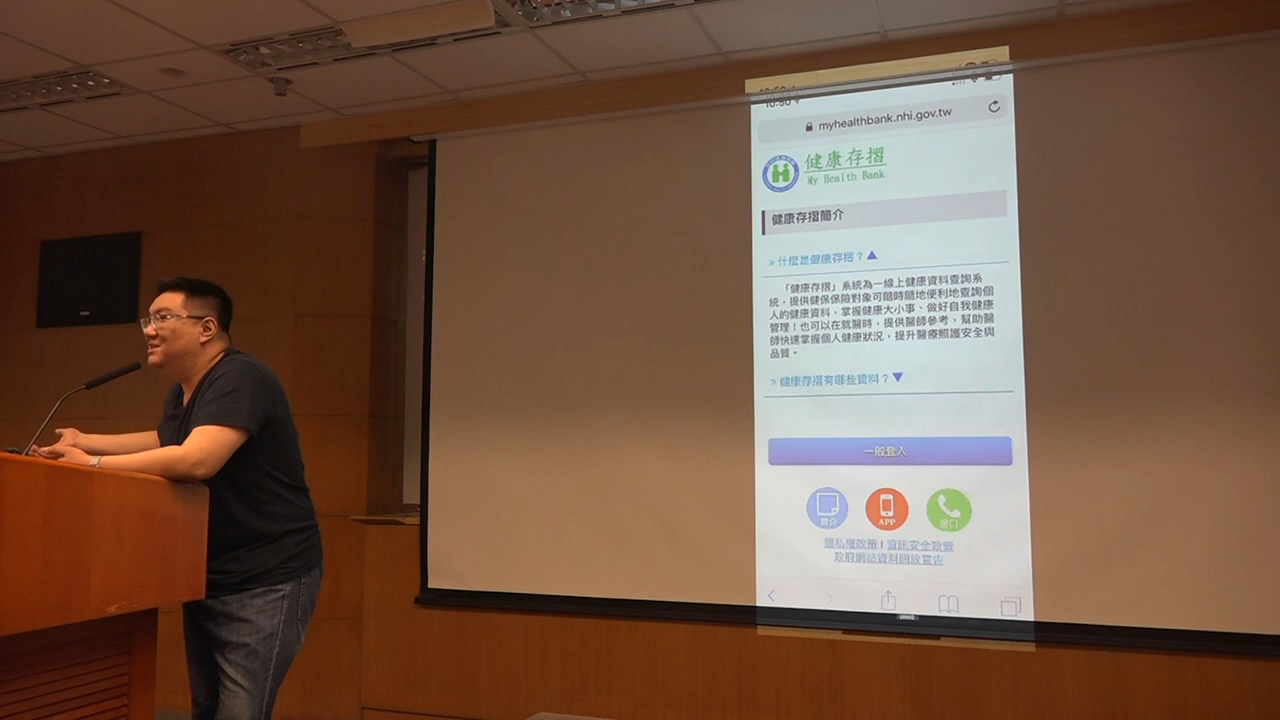 10:50
myhealthbank.nhi.gov.tw
健康存摺
My Health Bank
健康存摺簡介
» 什麼是健康存摺？▲
「健康存摺」系統為一線上健康資料查詢系
統，提供健保保險對象可隨時隨地便利地查詢個
人的健康資料，掌握健康大小事、做好自我健康
管理！也可以在就醫時，提供醫師參考，幫助醫
師快速掌握個人健康狀況，提升醫療照護安全與
品質。
» 健康存摺有哪些資料？▼
一般登入
簡介 APP 櫃口
隱私權政策 | 資訊安全政策
政府網站資料開放宣告